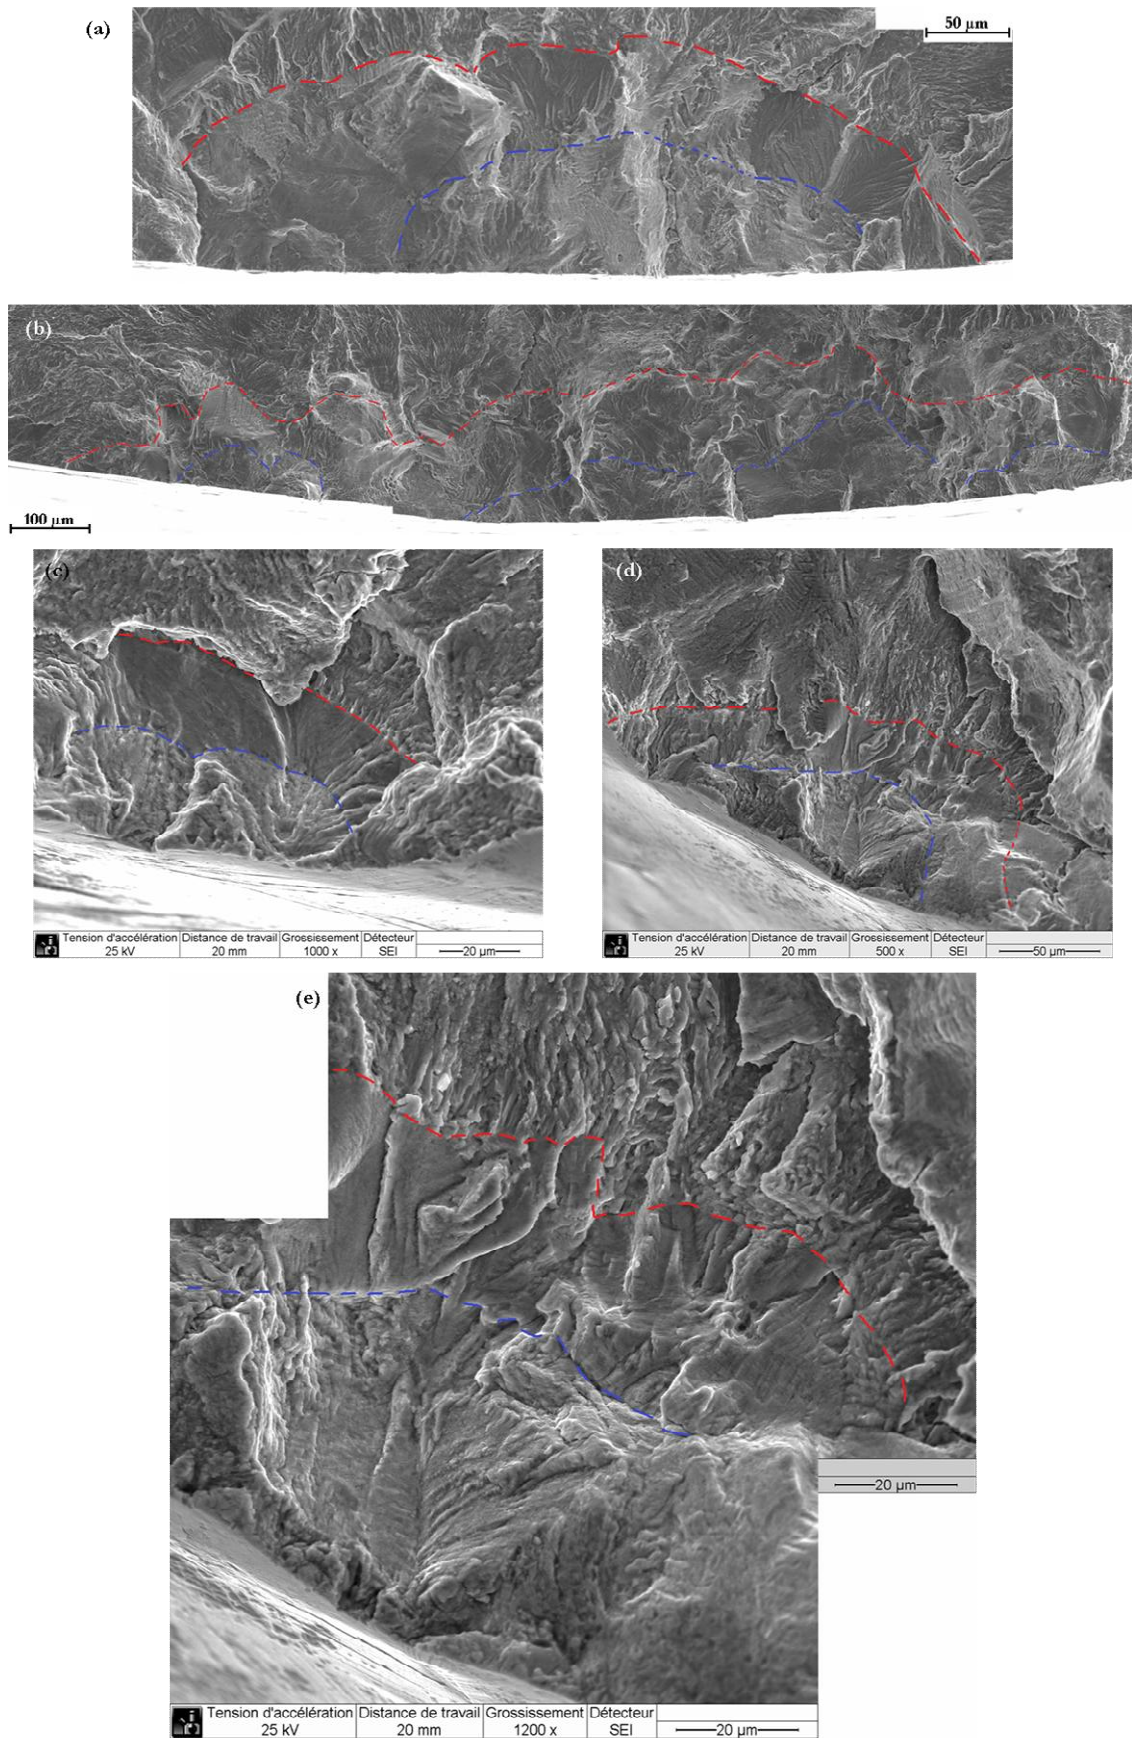 (a)
50 µm
(b)
100 µm
(c)
(d)
Tension d'accélération Distance de travail Grossissement Détecteur
25 kV 20 mm 1000 x SEI 20 µm
Tension d'accélération Distance de travail Grossissement Détecteur
25 kV 20 mm 500 x SEI 50 µm
(e)
20 µm
Tension d'accélération Distance de travail Grossissement Détecteur
25 kV 20 mm 1200 x SEI 20 µm